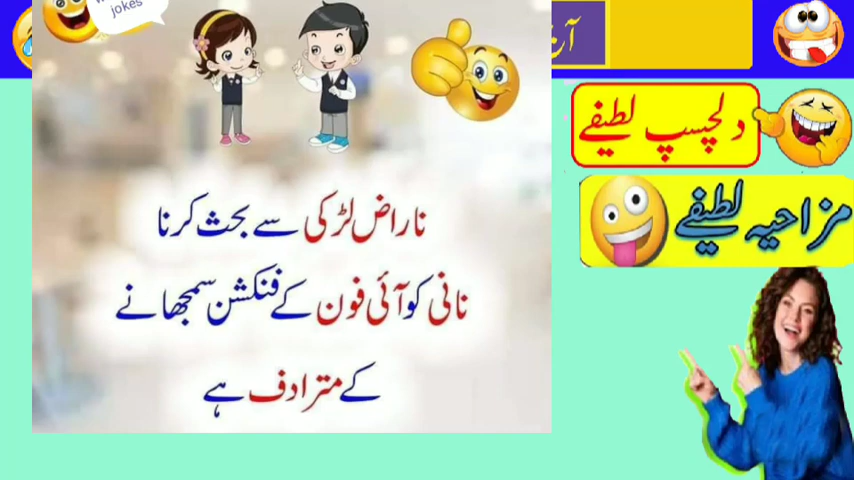 jokes
دلچسپ لطیفے
مزاحیہ لطیفے
ناراض لڑکی سے بحث کرنا
نانی کو آئی فون کے فنکشن سمجھانے
کے مترادف ہے